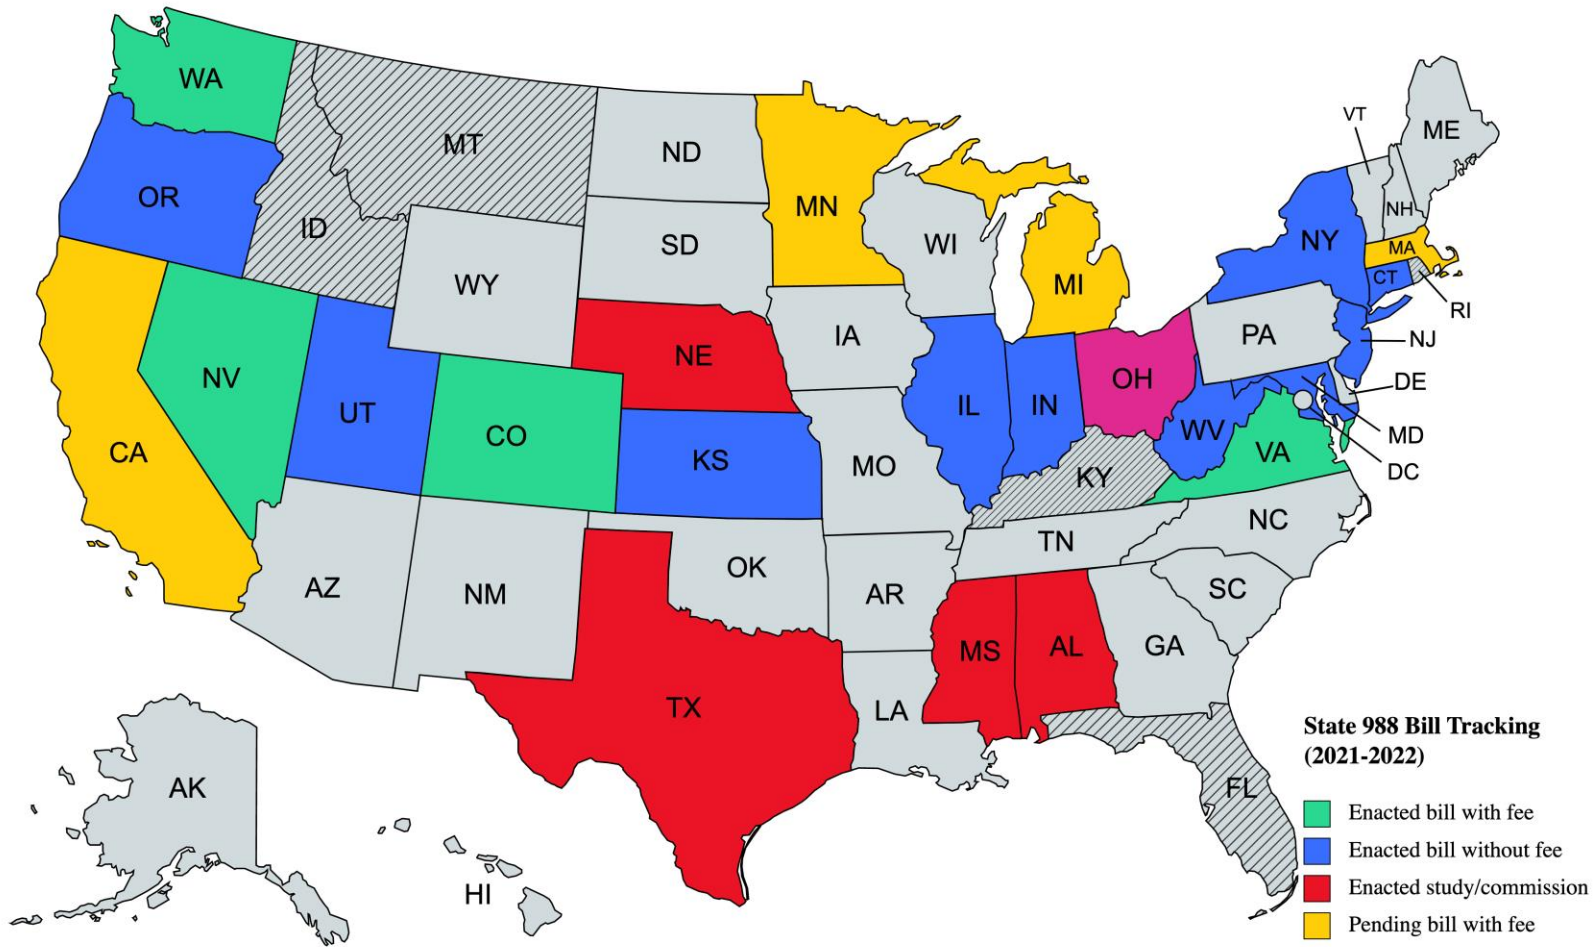 WA
VT
ME
MT
ND
OR
MN
NH
ID
SD
WI
NY
MA
WY
MI
CT
RI
IA
PA
NJ
NE
NV
OH
DE
UT
IL
IN
CO
WV
MD
CA
KS
VA
MO
KY
DC
NC
TN
OK
AZ
NM
AR
SC
MS
AL
GA
TX
LA
State 988 Bill Tracking
(2021-2022)
AK
FL
Enacted bill with fee
Enacted bill without fee
HI
Enacted study/commission
Pending bill with fee